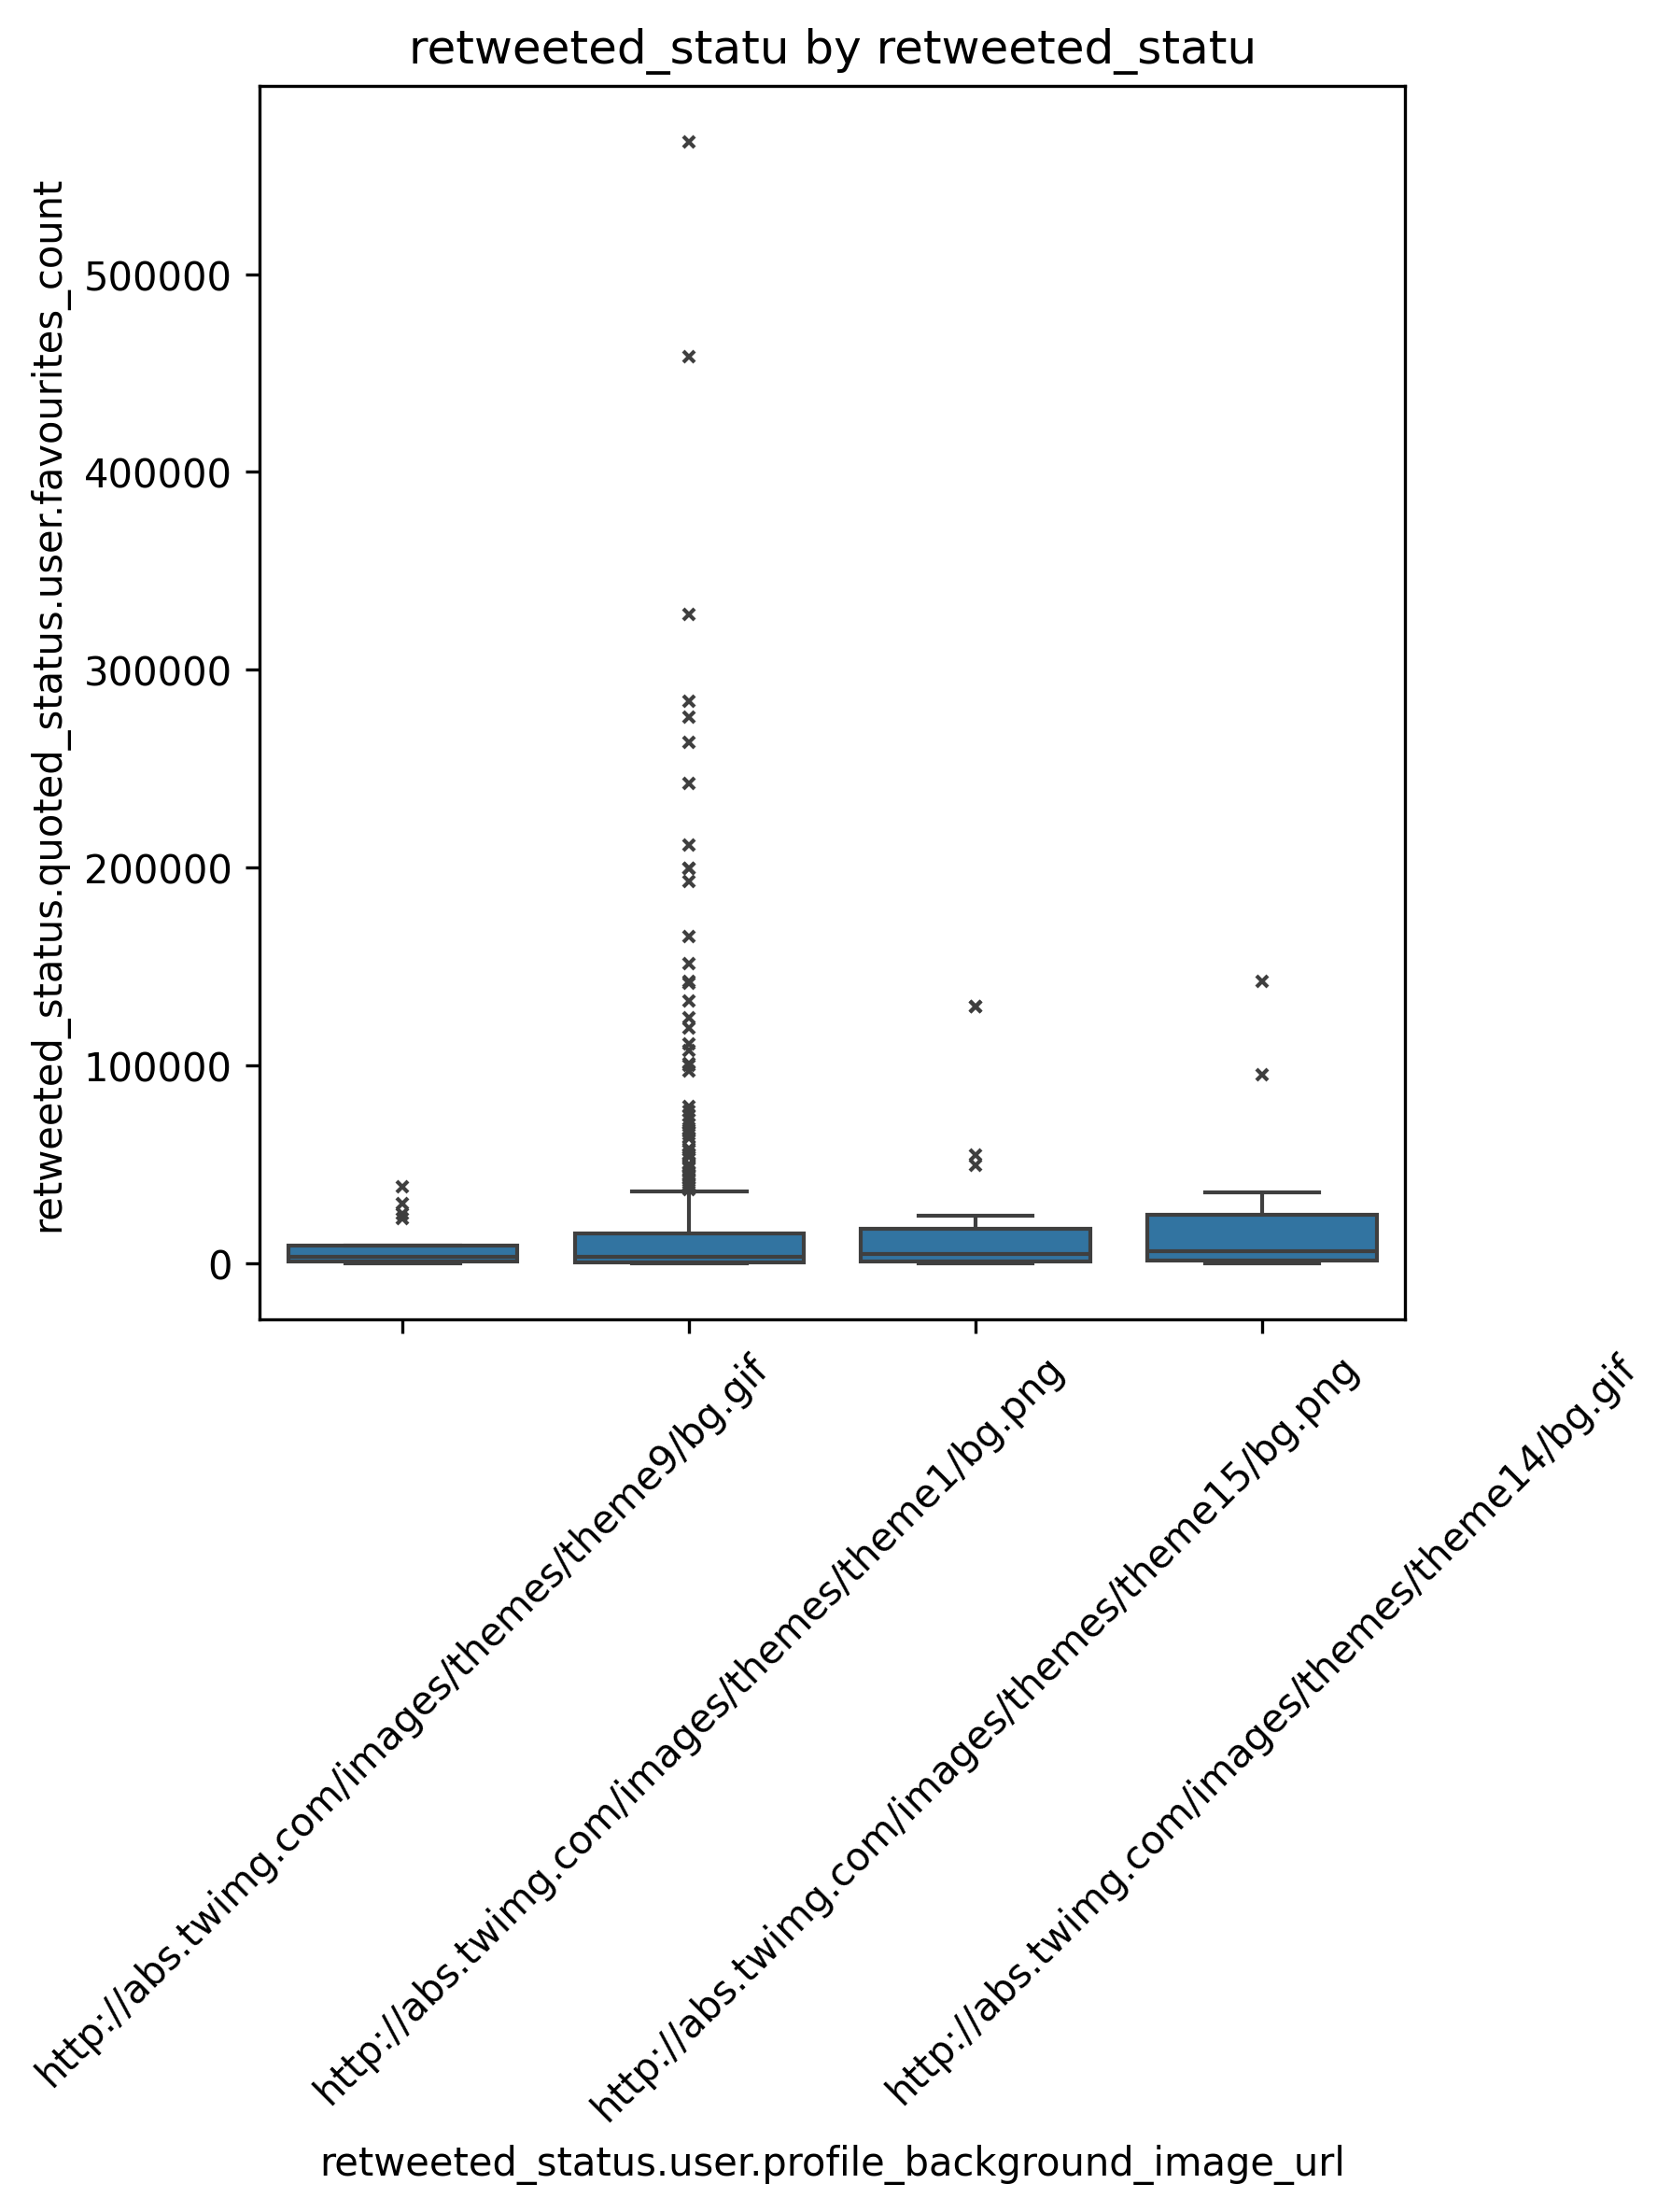 retweeted_statu by retweeted_statu
retweeted_status.quoted_status.user.favourites_count
500000
400000
300000
200000
100000
0
http://abs.twimg.com/images/themes/theme9/bg.gif
http://abs.twimg.com/images/themes/theme1/bg.png
http://abs.twimg.com/images/themes/theme15/bg.png
http://abs.twimg.com/images/themes/theme14/bg.gif
retweeted_status.user.profile_background_image_url